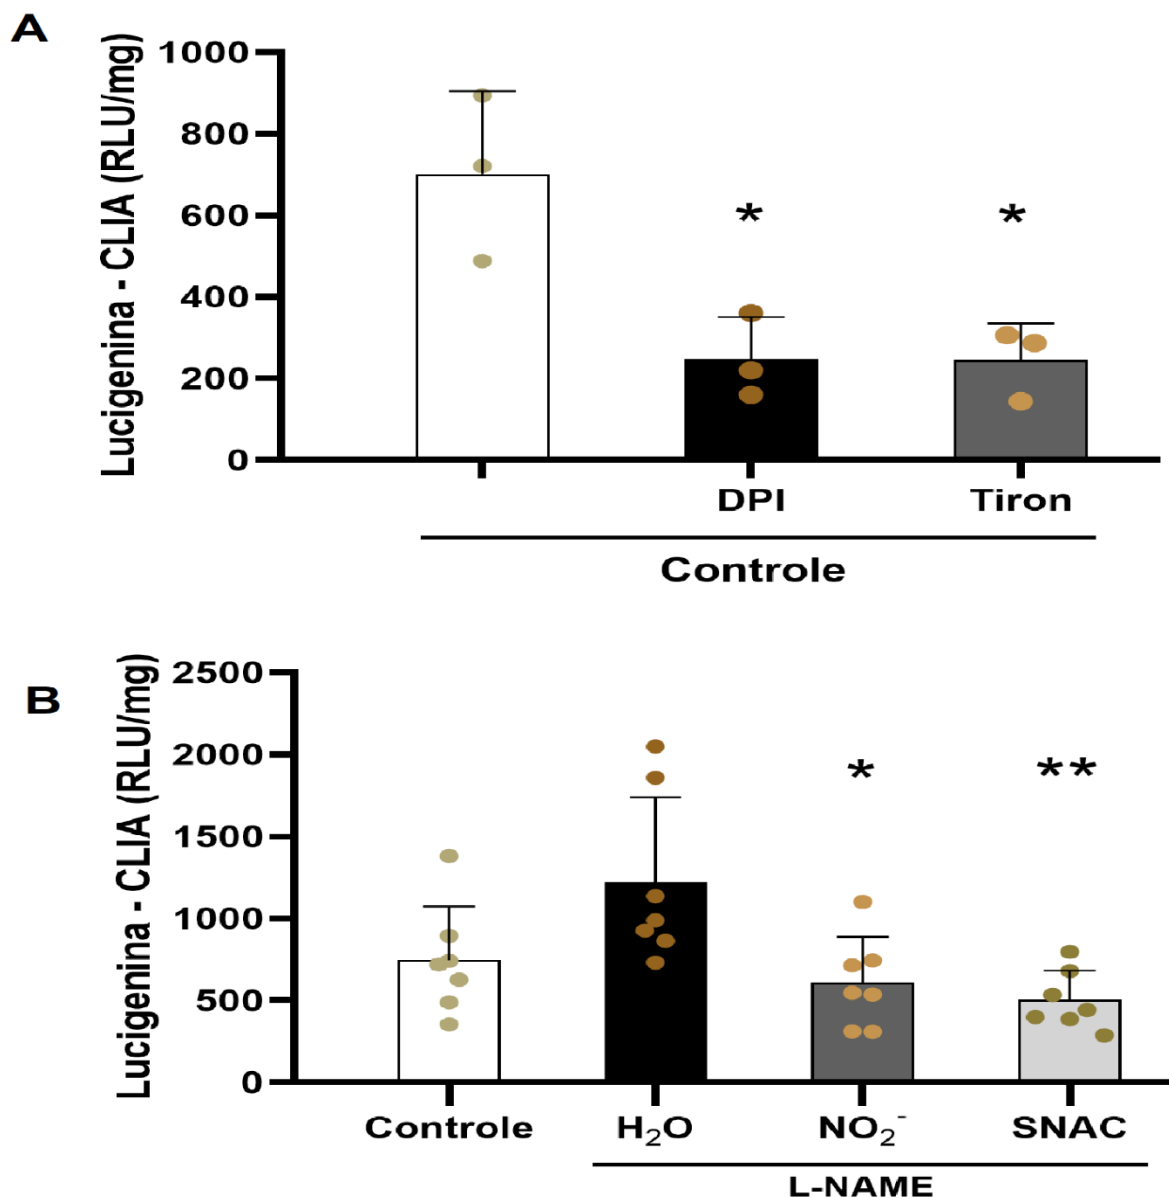 A
Lucigenina - CLIA (RLU/mg)
1000
800
600
400
200
0
* *
DPI Tiron
Controle
B
Lucigenina - CLIA (RLU/mg)
2500
2000
1500
1000
500
0
* **
Controle H₂O NO₂⁻ SNAC
L-NAME